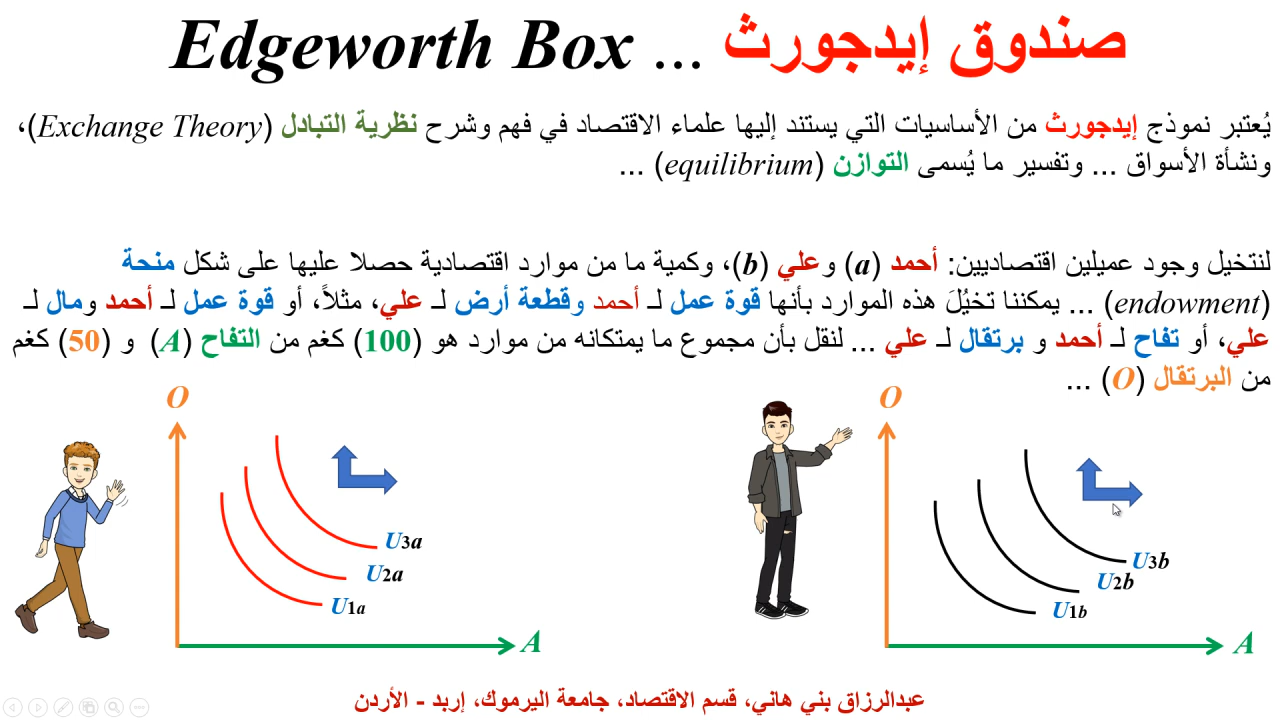 صندوق إيدجورث ... Edgeworth Box
يُعتبر نموذج إيدجورث من الأساسيات التي يستند إليها علماء الاقتصاد في فهم وشرح نظرية التبادل (Exchange Theory)،
ونشأة الأسواق ... وتفسير ما يُسمى التوازن (equilibrium) ...
لنتخيل وجود عميلين اقتصاديين: أحمد (a) وعلي (b)، وكمية ما من موارد اقتصادية حصلا عليها على شكل منحة
(endowment) ... يمكننا تخيُلَ هذه الموارد بأنها قوة عمل لـ أحمد وقطعة أرض لـ علي، مثلاً، أو قوة عمل لـ أحمد ومال لـ
علي، أو تفاح لـ أحمد و برتقال لـ علي ... لنقل بأن مجموع ما يمتكانه من موارد هو (100) كغم من التفاح (A) و (50) كغم
من البرتقال (O) ...
O
U3a
U2a
U1a
A
O
U3b
U2b
U1b
A
عبدالرزاق بني هاني، قسم الاقتصاد، جامعة اليرموك، إربد - الأردن